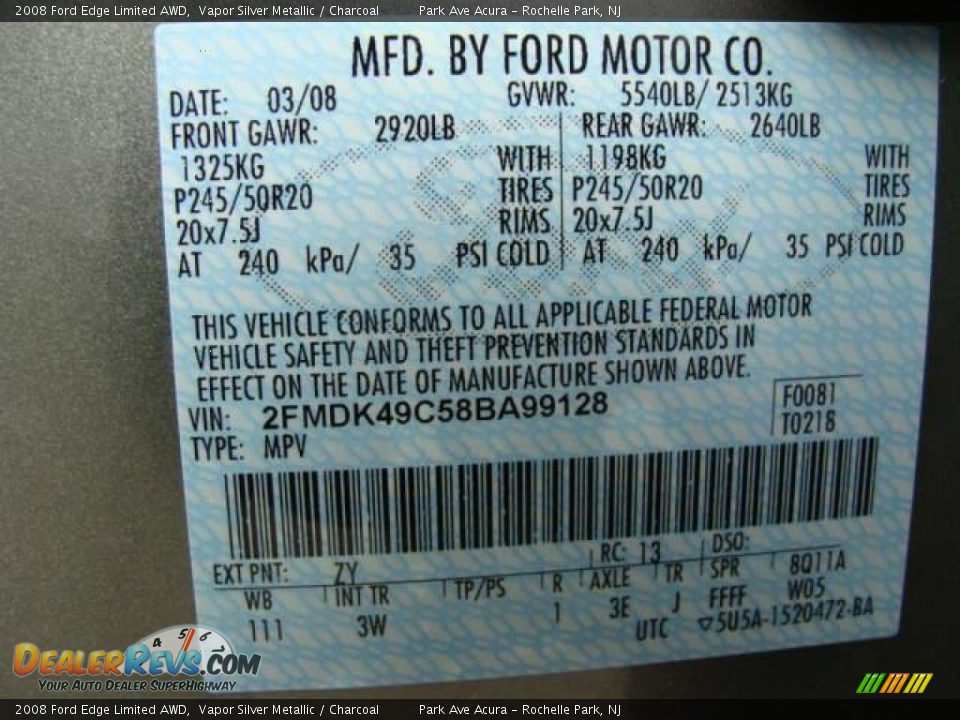 2008 Ford Edge Limited AWD, Vapor Silver Metallic / Charcoal Park Ave Acura - Rochelle Park, NJ
MFD. BY FORD MOTOR CO.
DATE: 03/08 GVWR: 5540LB/ 2513KG
FRONT GAWR: 2920LB REAR GAWR: 2640LB
1325KG WITH 1198KG WITH
P245/50R20 TIRES P245/50R20 TIRES
20x7.5J RIMS 20x7.5J RIMS
AT 240 kPa/ 35 PSI COLD AT 240 kPa/ 35 PSI COLD
THIS VEHICLE CONFORMS TO ALL APPLICABLE FEDERAL MOTOR
VEHICLE SAFETY AND THEFT PREVENTION STANDARDS IN
EFFECT ON THE DATE OF MANUFACTURE SHOWN ABOVE.
VIN: 2FMDK49C58BA99128 F0081
TYPE: MPV T0218
EXT PNT: ZY RC: 13 DSO:
WB INT TR TP/PS R AXLE TR SPR 8Q11A
111 3W 1 3E J FFFF W05
UTC ▽5U5A-1520472-BA
4 5 6
DEALERREVS.COM
YOUR AUTO DEALER SUPERHIGHWAY
2008 Ford Edge Limited AWD, Vapor Silver Metallic / Charcoal Park Ave Acura - Rochelle Park, NJ